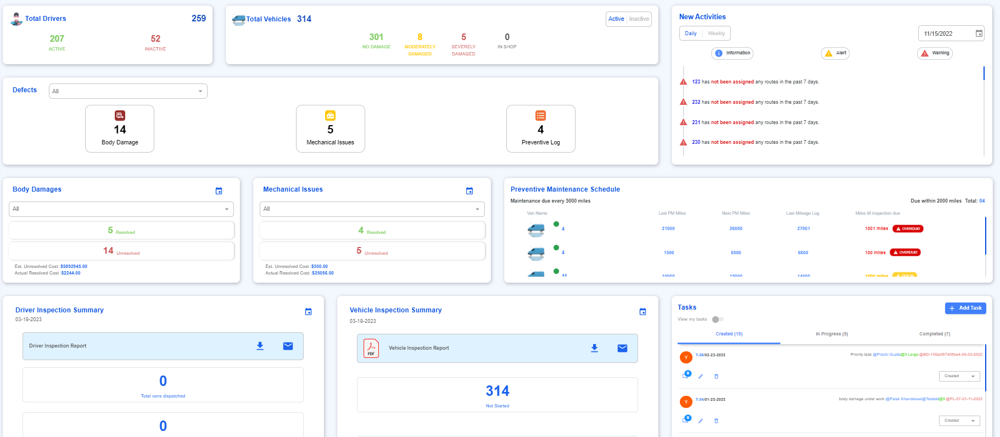 Total Drivers 259
207 52
ACTIVE INACTIVE
Total Vehicles 314 Active Inactive
301 8 5 0
NO DAMAGE MODERATELY DAMAGED SEVERELY DAMAGED IN SHOP
New Activities
Daily Weekly 11/15/2022
Information Alert Warning
123 has not been assigned any routes in the past 7 days.
232 has not been assigned any routes in the past 7 days.
231 has not been assigned any routes in the past 7 days.
230 has not been assigned any routes in the past 7 days.
Defects All
14 5 4
Body Damage Mechanical Issues Preventive Log
Body Damages
All
5 Resolved
14 Unresolved
Est. Unresolved Cost :$5892945.00
Actual Resolved Cost :$2244.00
Mechanical Issues
All
4 Resolved
5 Unresolved
Est. Unresolved Cost :$300.00
Actual Resolved Cost :$25056.00
Preventive Maintenance Schedule
Maintenance due every 5000 miles Due within 2000 miles Total: 04
Van Name Last PM Miles Next PM Miles Last Mileage Log Miles till inspection due
4 21000 26000 27001 1001 miles OVERDUE!
4 1500 6500 6600 100 miles OVERDUE!
11 10000 15000 14000 1000 miles
Driver Inspection Summary
03-19-2023
Driver Inspection Report
0
Total vans dispatched
0
Vehicle Inspection Summary
03-19-2023
PDF Vehicle Inspection Report
314
Not Started
Tasks Add Task
View my tasks
Created (19) In Progress (9) Completed (7)
Y T-36/02-22-2023 Priority task @Prachi Gupta@3 Large @BD-138abf67409be4-06-03-2022
0 Created
Y T-34/01-23-2023 body damage under work @Palak Khandelwal@Testest@9 @PL-57-01-11-2023
0 Created